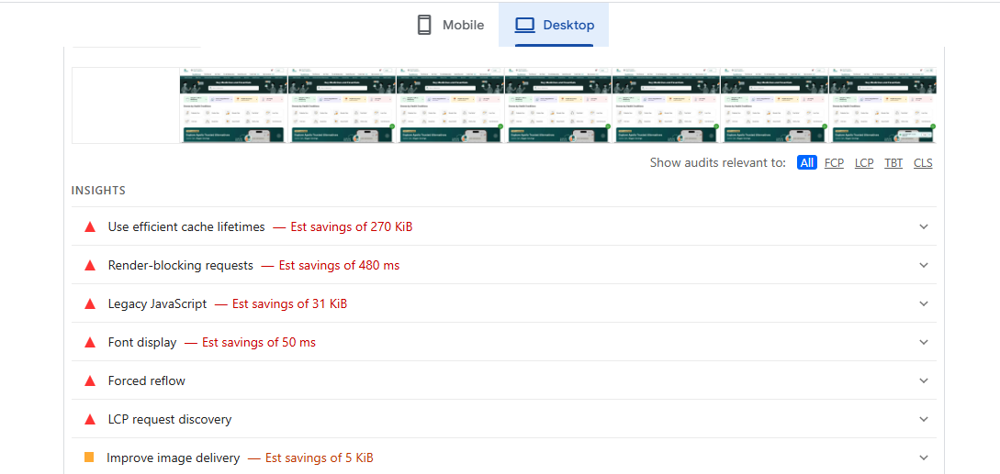 Mobile
Desktop
Show audits relevant to: All FCP LCP TBT CLS
INSIGHTS
Use efficient cache lifetimes — Est savings of 270 KiB
Render-blocking requests — Est savings of 480 ms
Legacy JavaScript — Est savings of 31 KiB
Font display — Est savings of 50 ms
Forced reflow
LCP request discovery
Improve image delivery — Est savings of 5 KiB